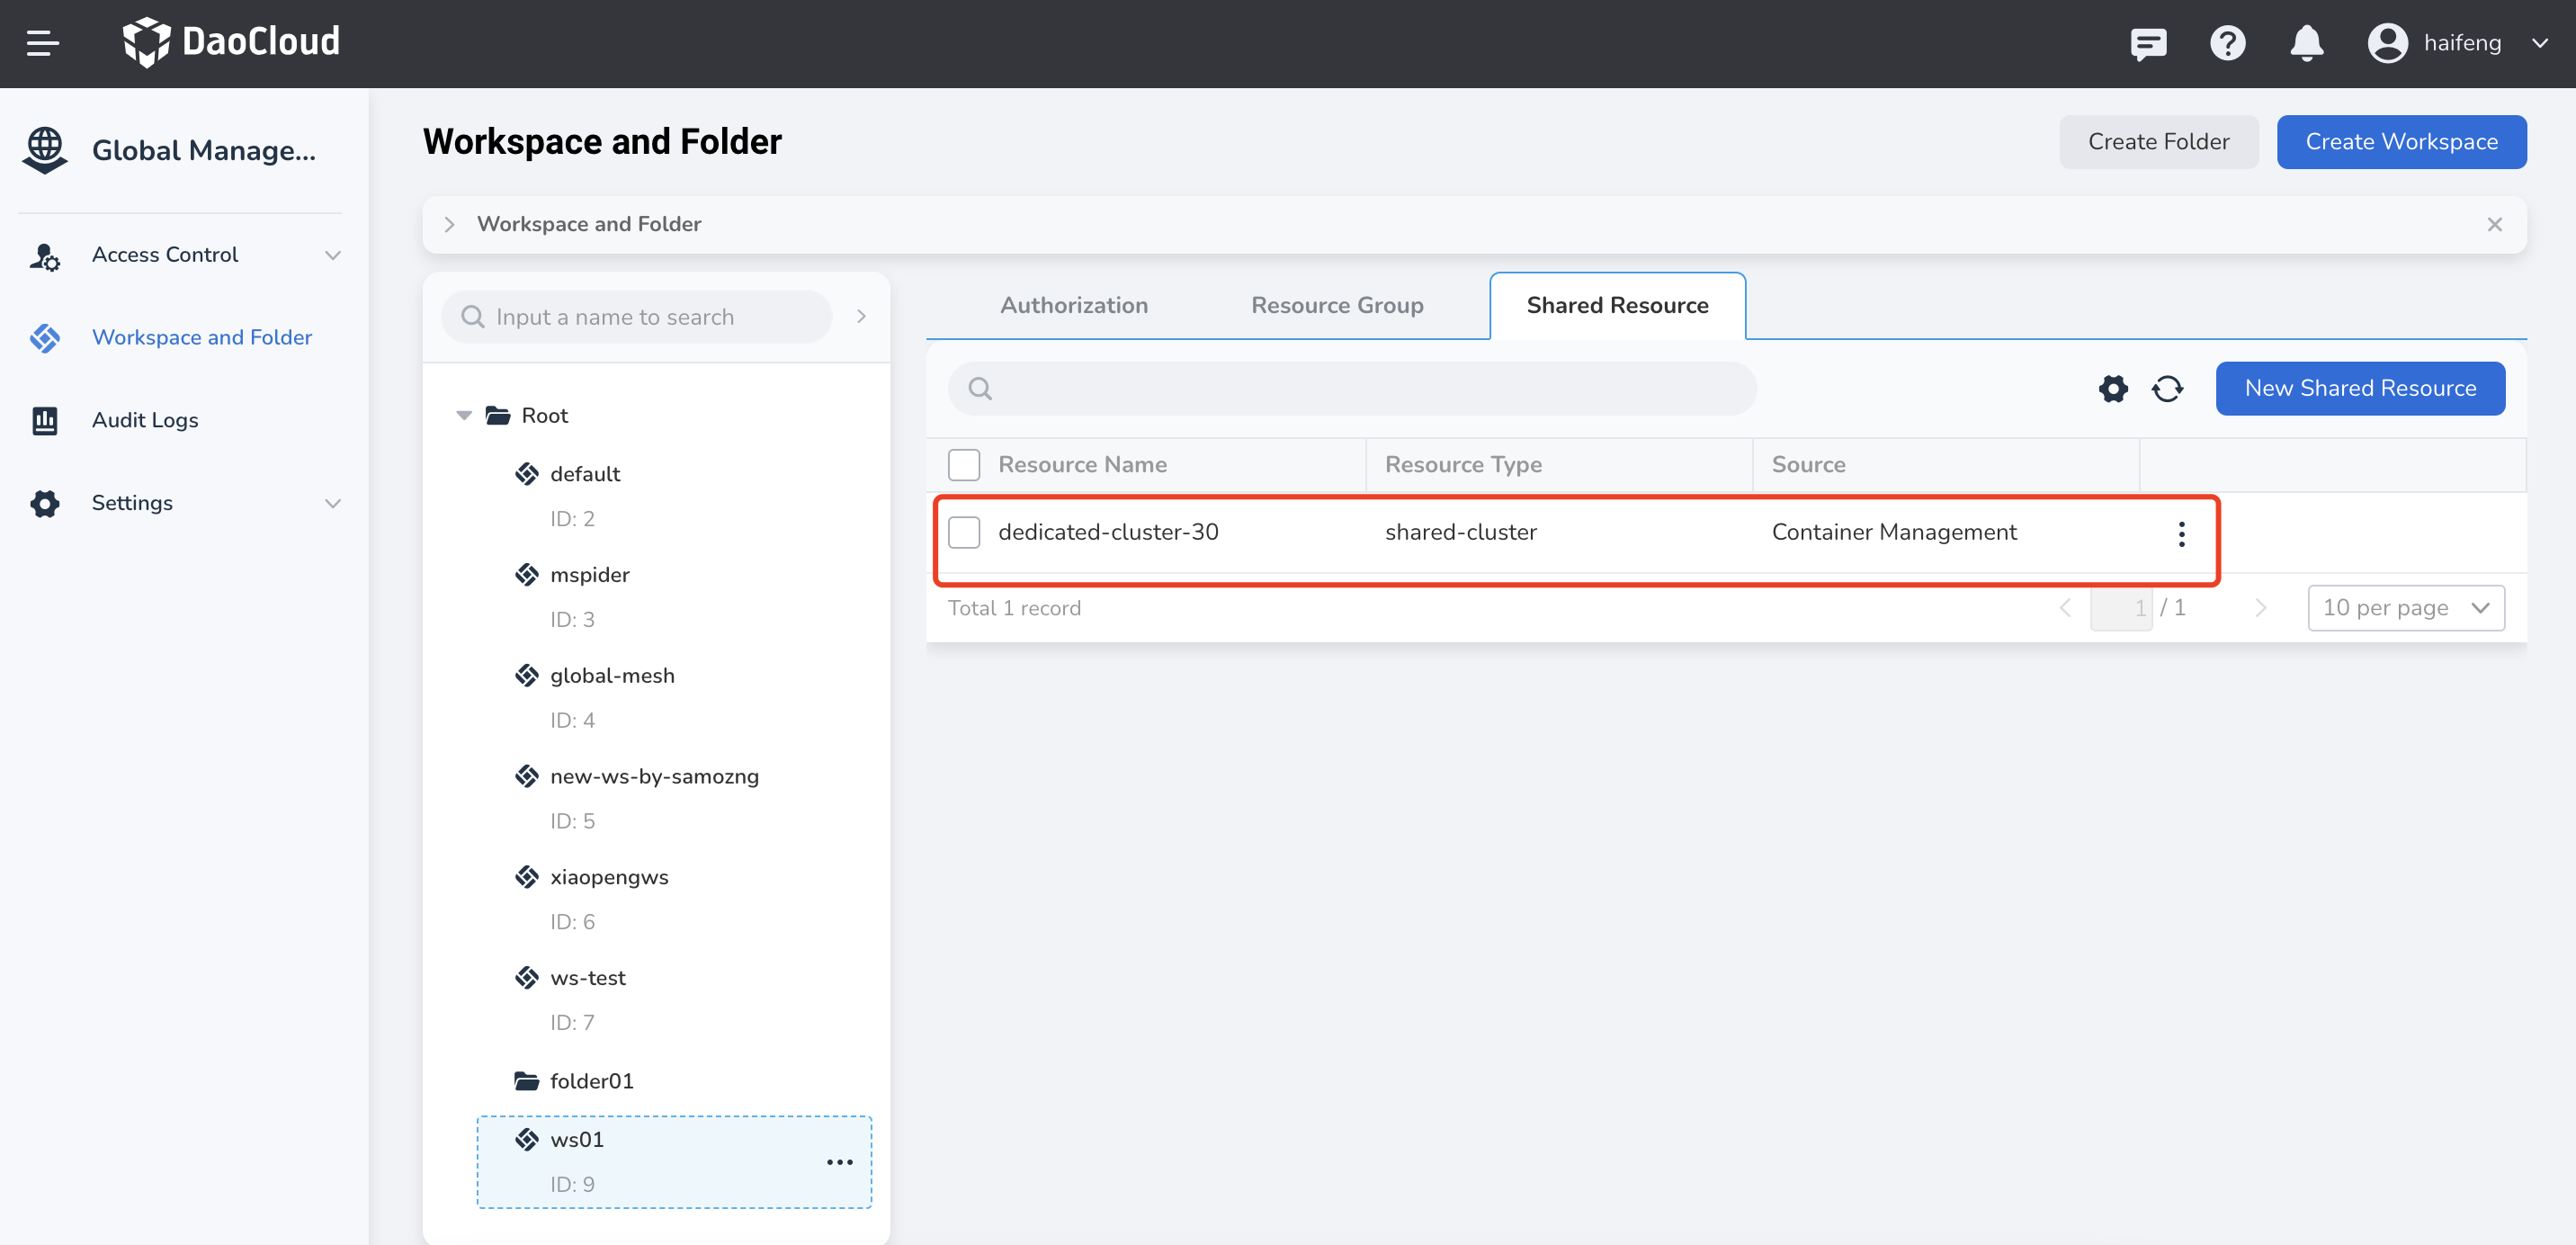 DaoCloud
haifeng
Global Manage...
Access Control
Workspace and Folder
Audit Logs
Settings
Workspace and Folder
Create Folder
Create Workspace
Workspace and Folder
Input a name to search
Root
default
ID: 2
mspider
ID: 3
global-mesh
ID: 4
new-ws-by-samozng
ID: 5
xiaopengws
ID: 6
ws-test
ID: 7
folder01
ws01
ID: 9
Authorization
Resource Group
Shared Resource
New Shared Resource
Resource Name
Resource Type
Source
dedicated-cluster-30
shared-cluster
Container Management
Total 1 record
1 / 1
10 per page